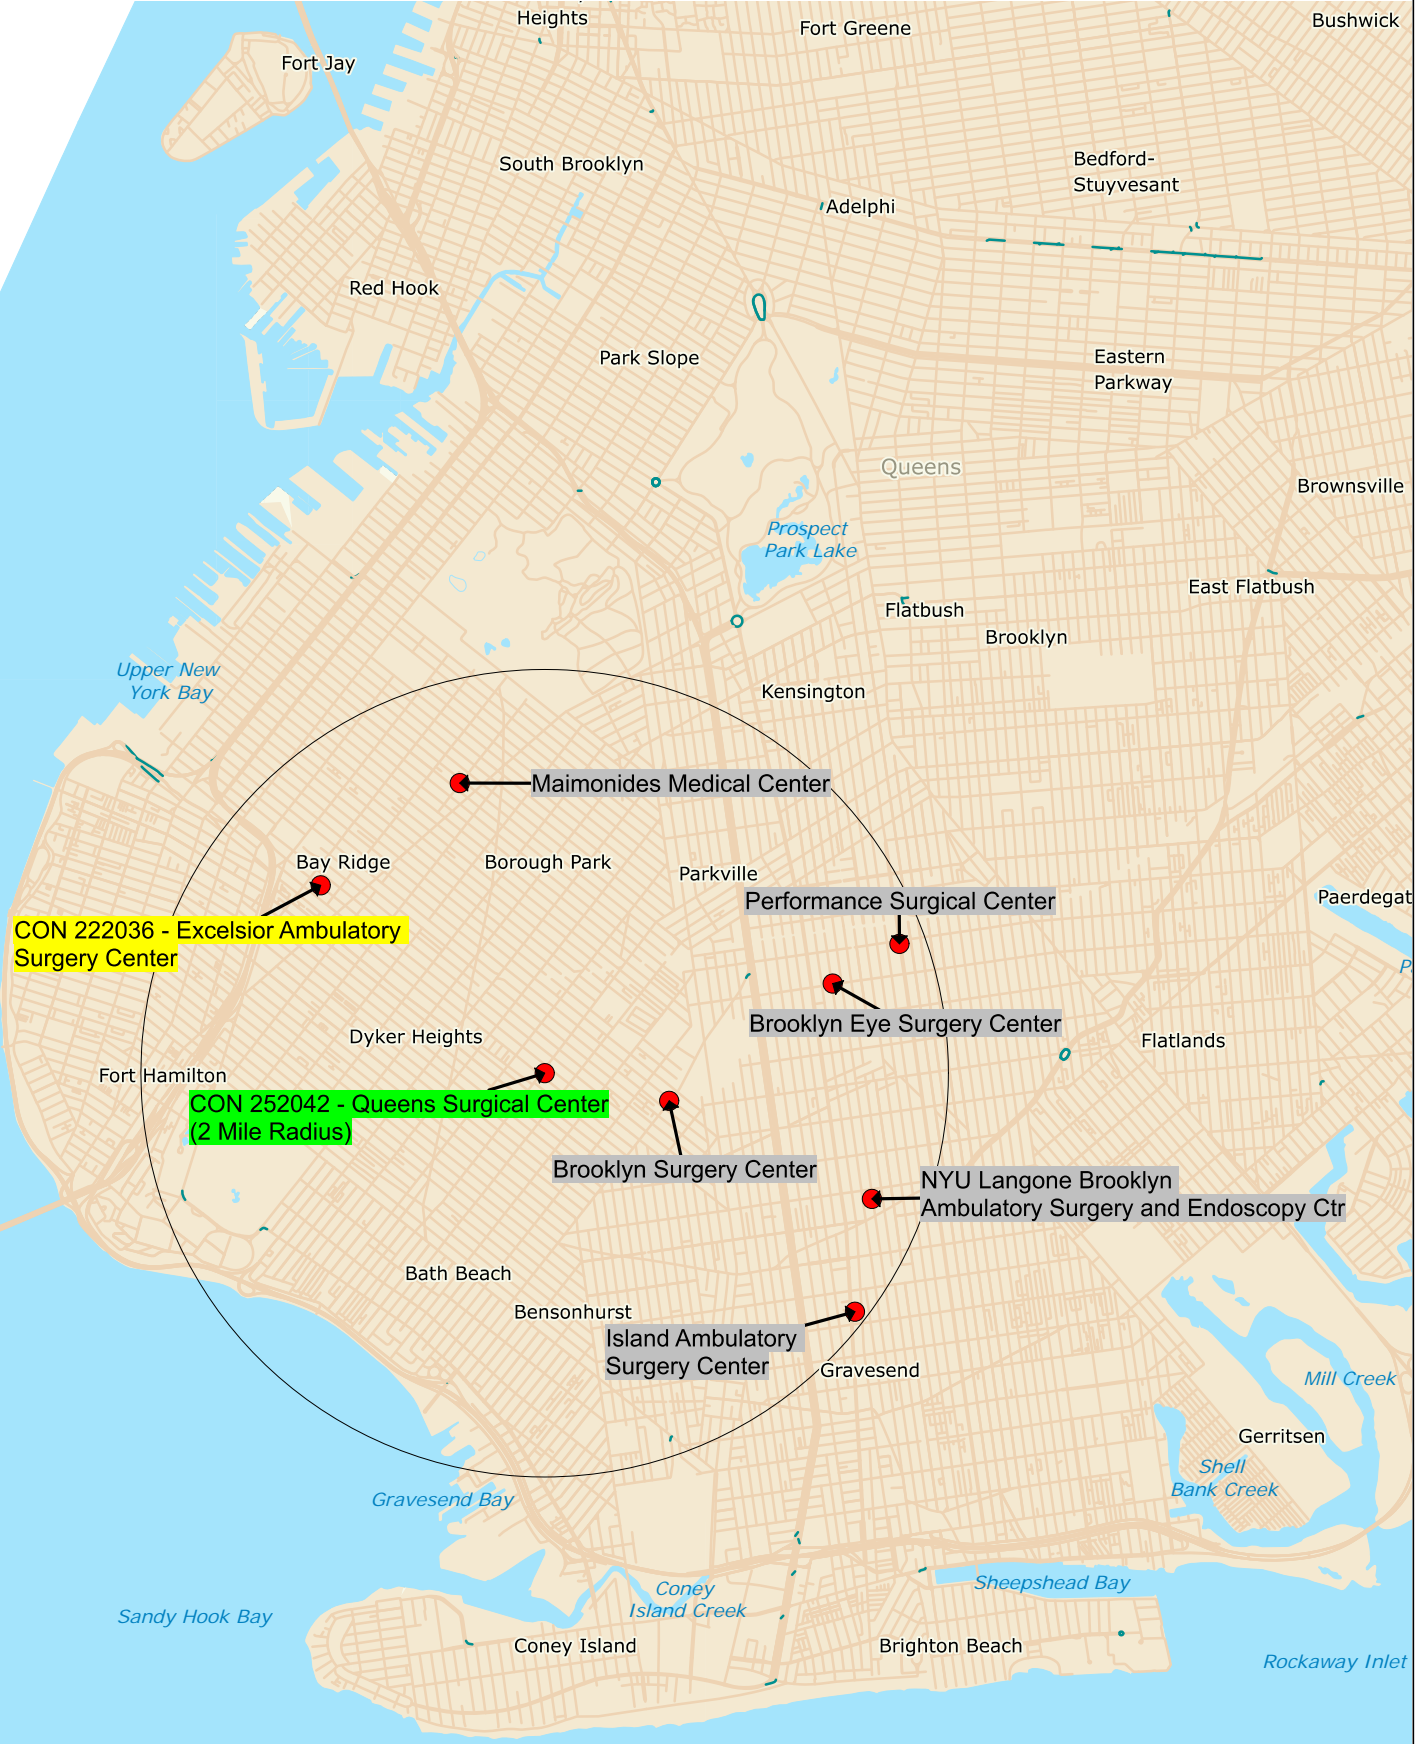 Heights
Fort Greene
Bushwick
Fort Jay
South Brooklyn
Bedford-
Stuyvesant
Adelphi
Red Hook
Park Slope
Eastern
Parkway
Queens
Brownsville
Prospect
Park Lake
East Flatbush
Flatbush
Brooklyn
Upper New
York Bay
Kensington
Maimonides Medical Center
Bay Ridge
Borough Park
Parkville
Performance Surgical Center
Paerdegat
CON 222036 - Excelsior Ambulatory
Surgery Center
Brooklyn Eye Surgery Center
Dyker Heights
Flatlands
Fort Hamilton
CON 252042 - Queens Surgical Center
(2 Mile Radius)
Brooklyn Surgery Center
NYU Langone Brooklyn
Ambulatory Surgery and Endoscopy Ctr
Bath Beach
Bensonhurst
Island Ambulatory
Surgery Center
Gravesend
Mill Creek
Gerritsen
Shell
Bank Creek
Gravesend Bay
Sheepshead Bay
Coney
Island Creek
Sandy Hook Bay
Coney Island
Brighton Beach
Rockaway Inlet